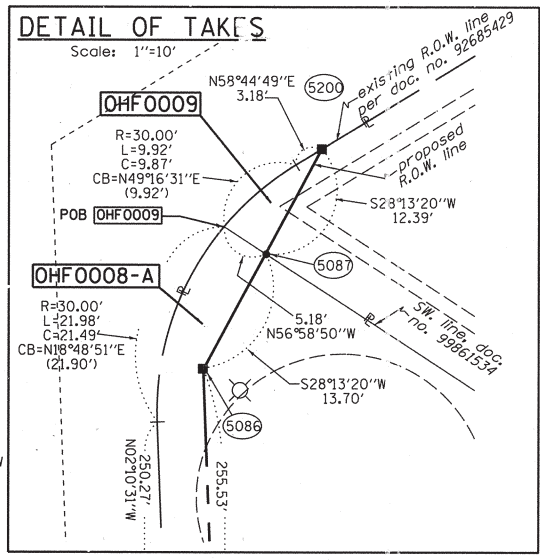 DETAIL OF TAKES
Scale: 1''=10'
N58°44'49''E
3.18'
5200
existing R.O.W. line
per doc. no. 92685429
OHF0009
R=30.00'
L=9.92'
C=9.87'
CB=N49°16'31''E
(9.92')
proposed
R.O.W. line
POB OHF0009
S28°13'20''W
12.39'
5087
OHF0008-A
R=30.00'
L=21.98'
C=21.49'
CB=N18°48'51''E
(21.90')
5.18'
N56°58'50''W
SW. line, doc.
no. 99861534
S28°13'20''W
13.70'
5086
250.27'
N02°10'31''W
255.53'